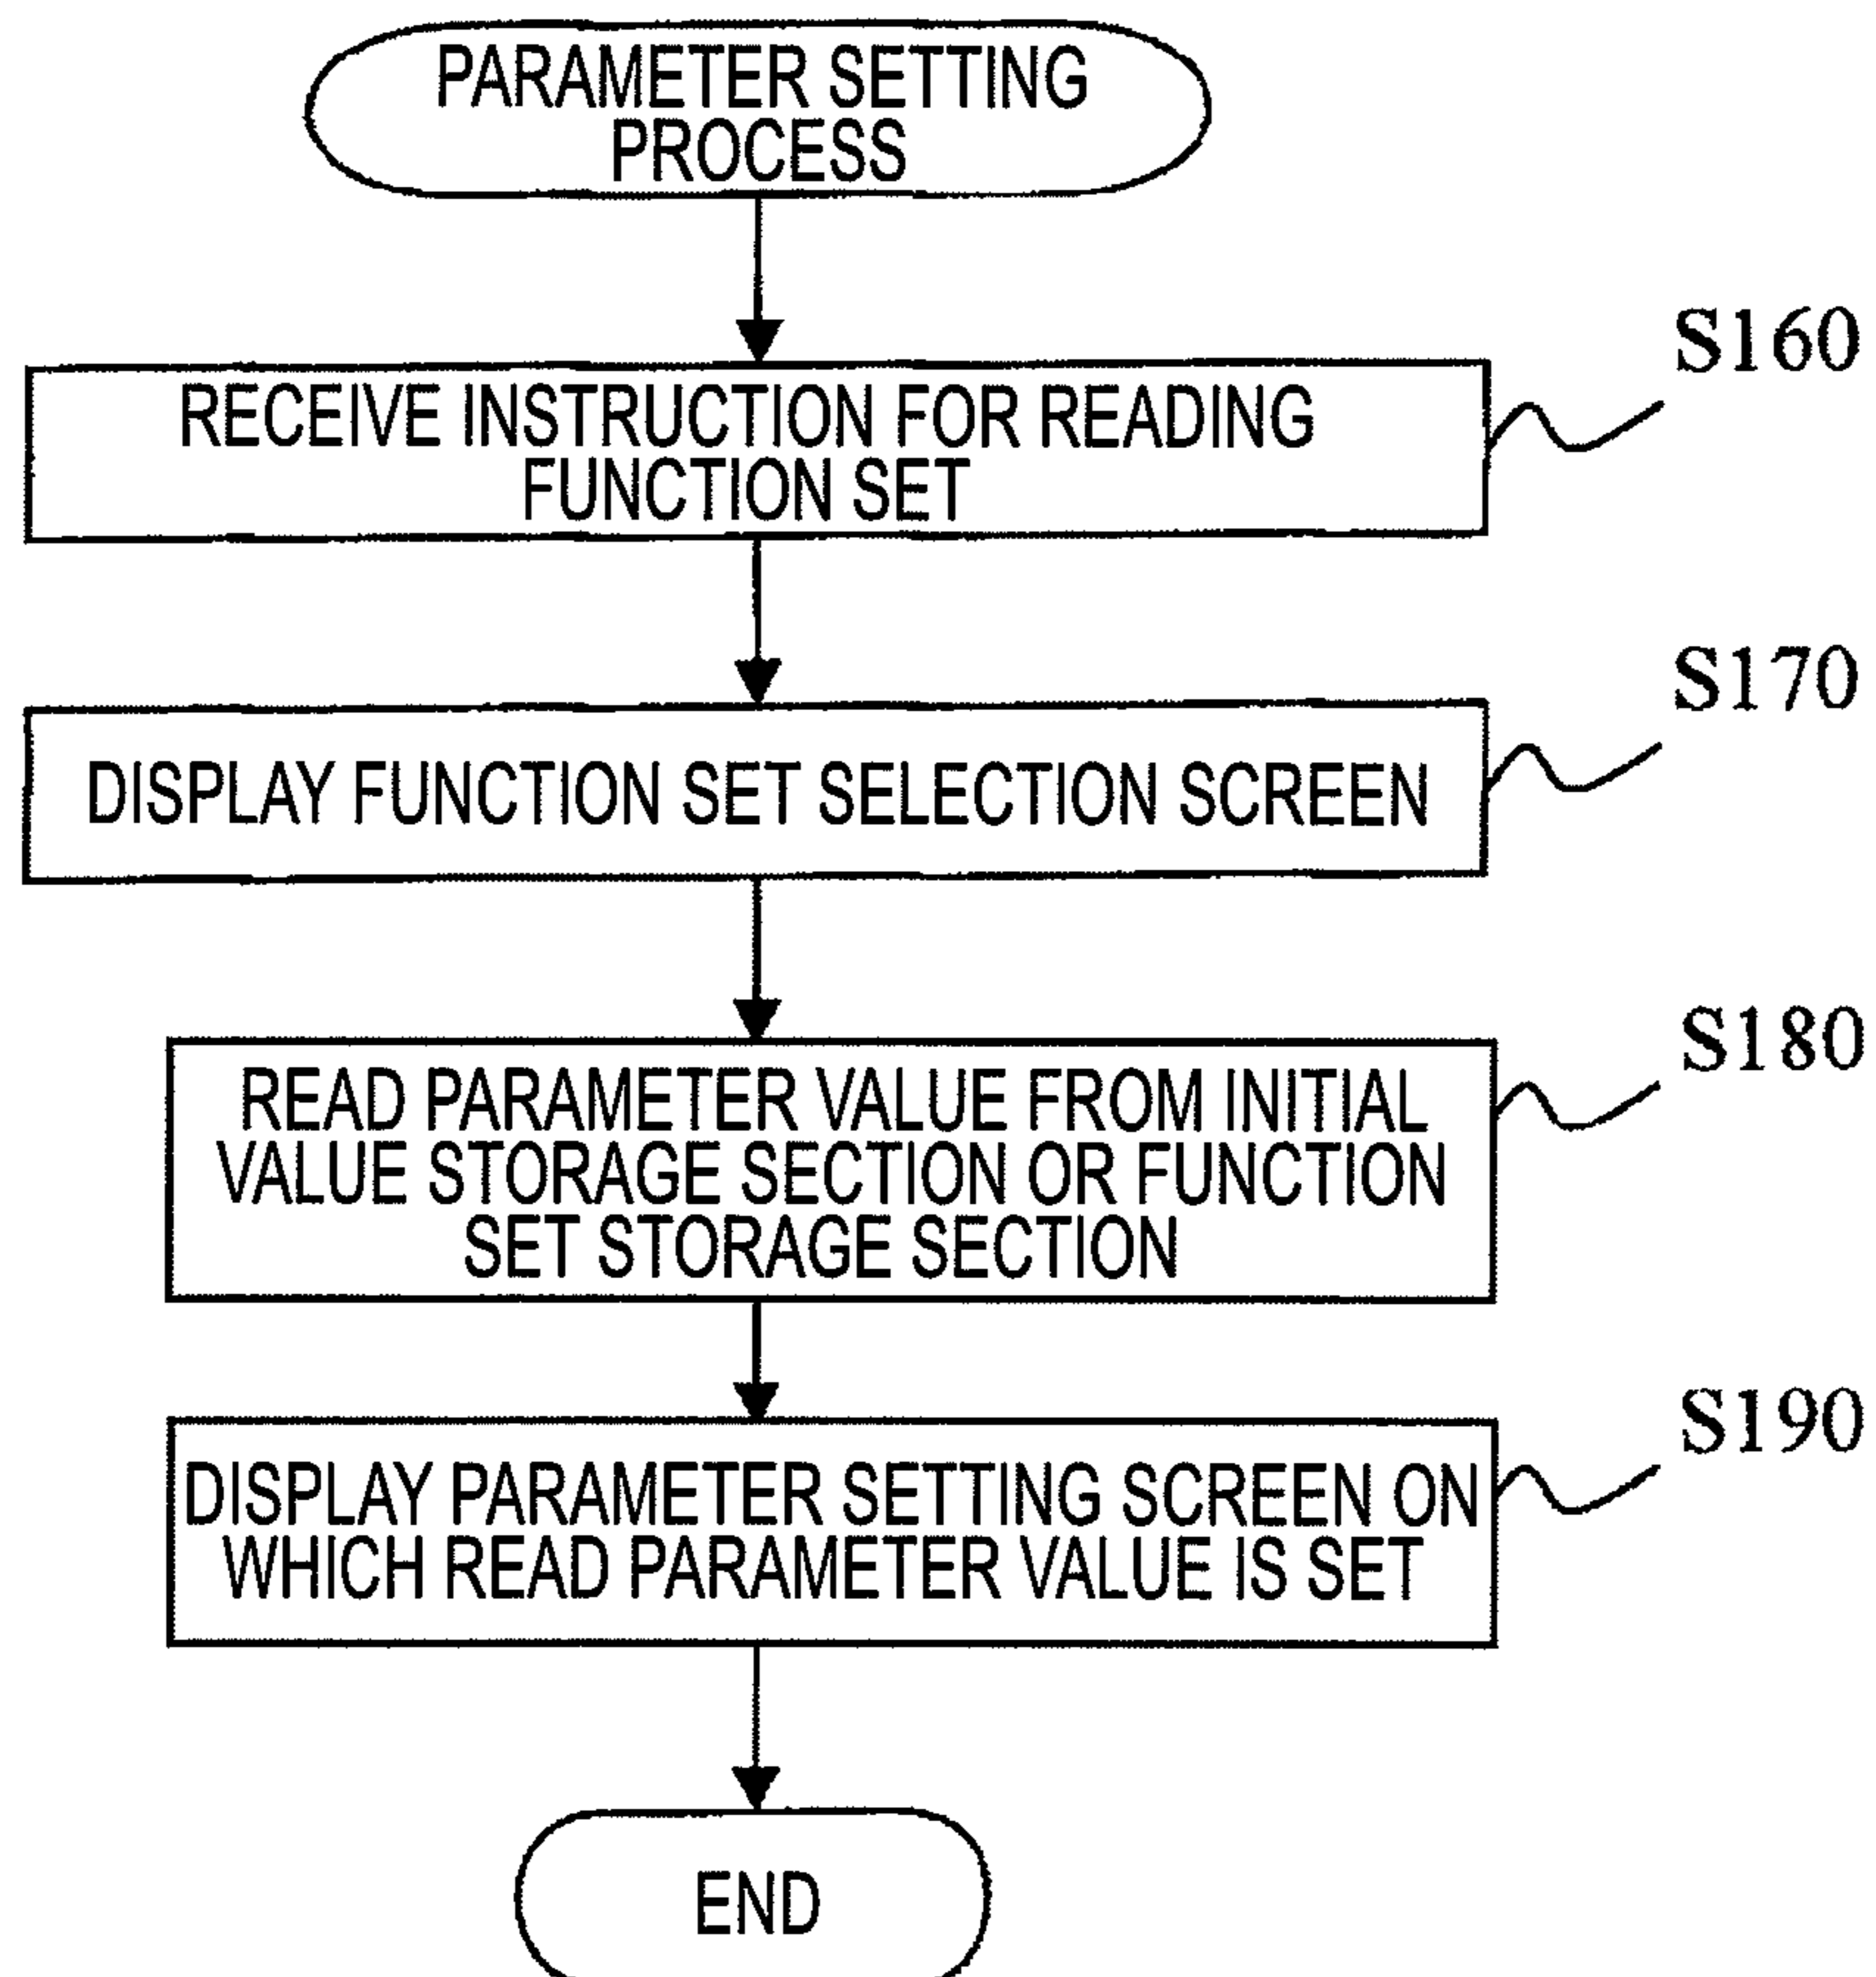 PARAMETER SETTING
PROCESS
S160
RECEIVE INSTRUCTION FOR READING
FUNCTION SET
S170
DISPLAY FUNCTION SET SELECTION SCREEN
S180
READ PARAMETER VALUE FROM INITIAL
VALUE STORAGE SECTION OR FUNCTION
SET STORAGE SECTION
S190
DISPLAY PARAMETER SETTING SCREEN ON
WHICH READ PARAMETER VALUE IS SET
END